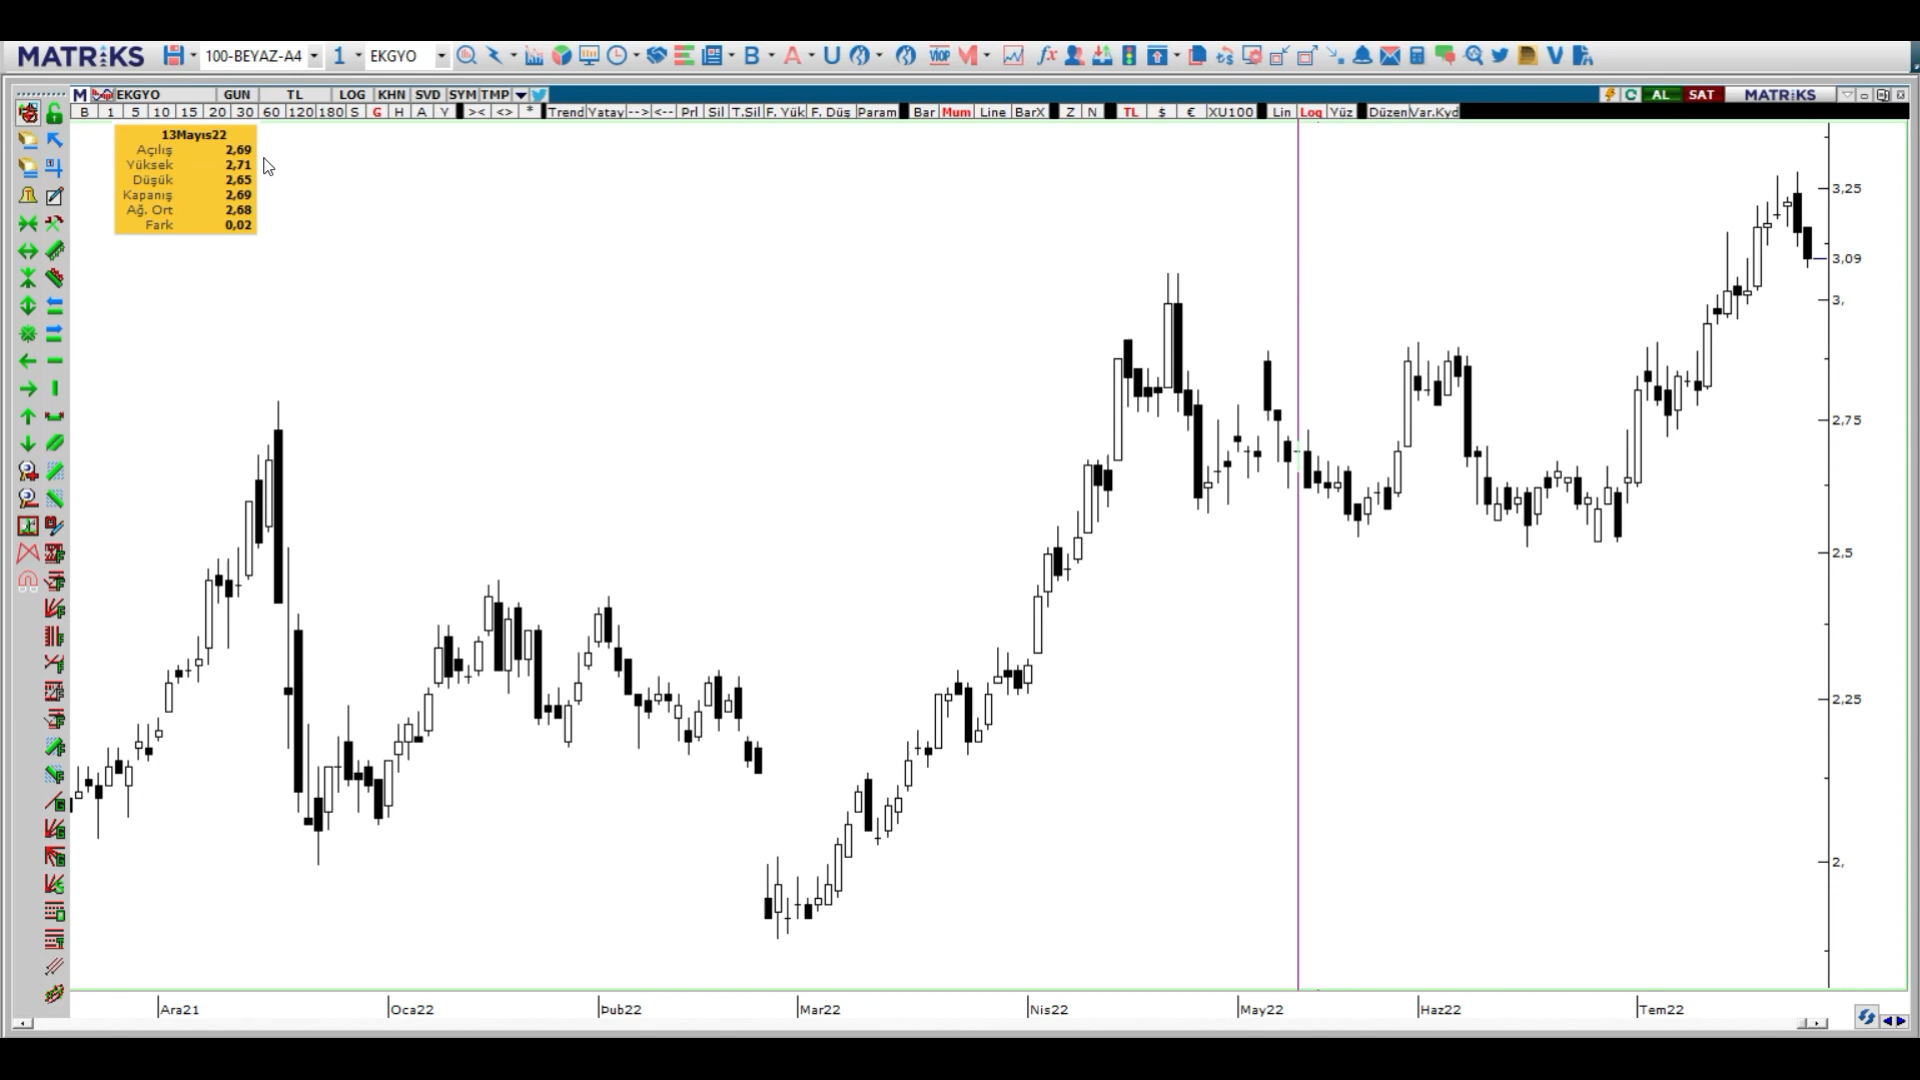 MATRİKS 100-BEYAZ-A4 1 EKGYO B A U VIOP M fx V
M EKGYO GUN TL LOG KHN SVD SYM TMP AL SAT MATRİKS
B 1 5 10 15 20 30 60 120 180 S G H A Y >< <> * Trend Yatay --> <-- Prl Sil T.Sil F. Yük F. Düş Param Bar Mum Line BarX Z N TL $ € XU100 Lin Log Yüz Düzen Var.Kyd
13Mayıs22
Açılış 2,69
Yüksek 2,71
Düşük 2,65
Kapanış 2,69
Ağ. Ort 2,68
Fark 0,02
3,25
3,09
3,
2,75
2,5
2,25
2,
Ara21 Oca22 Þub22 Mar22 Nis22 May22 Haz22 Tem22